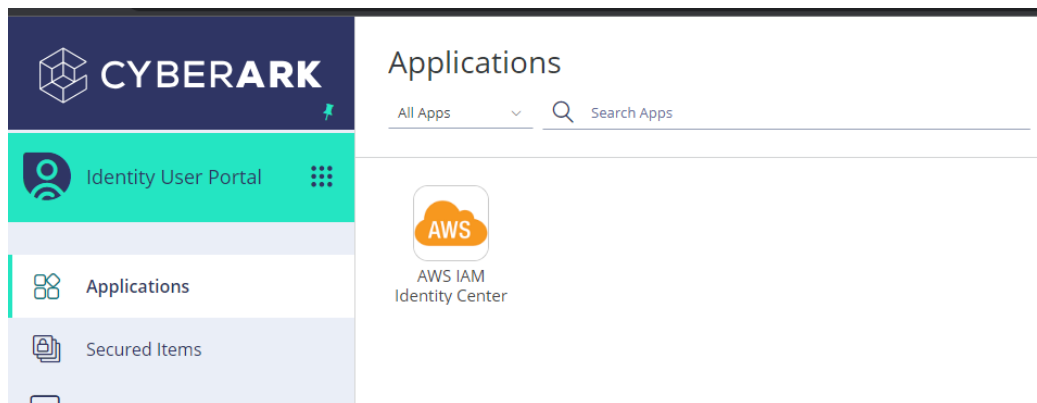 CYBERARK
Identity User Portal
Applications
Secured Items
Applications
All Apps
Search Apps
AWS
AWS IAM
Identity Center